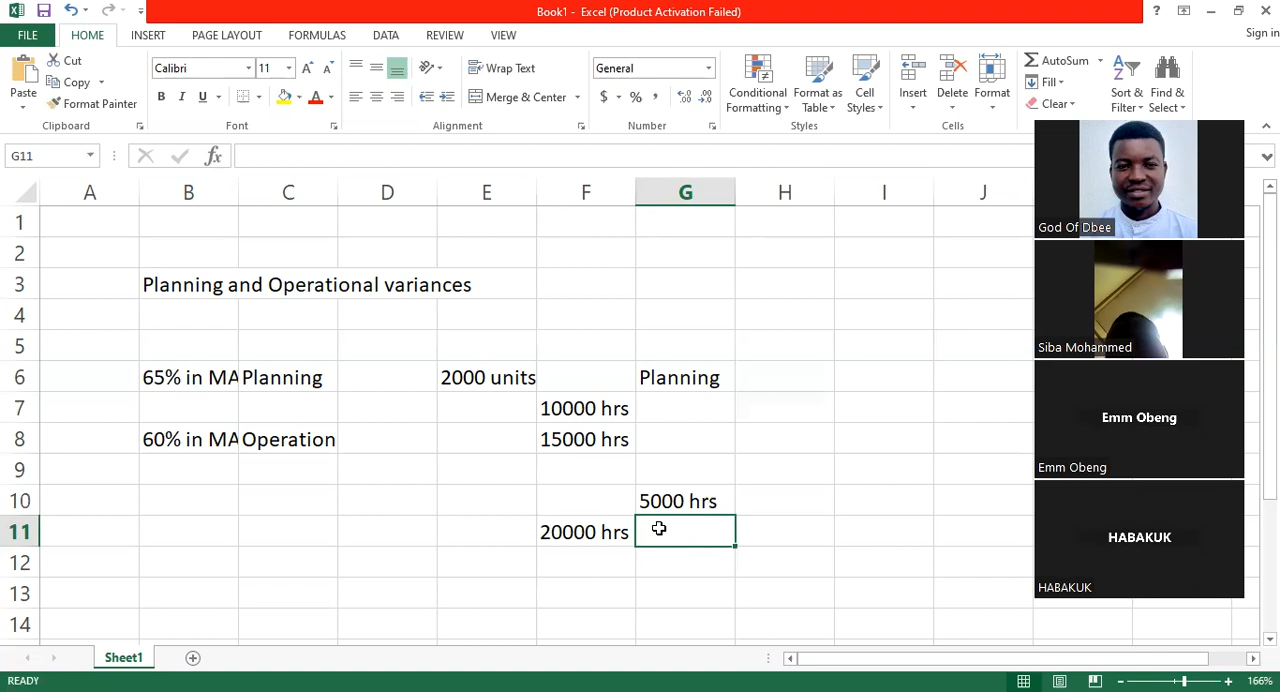 Book1 - Excel (Product Activation Failed)
?
FILE HOME INSERT PAGE LAYOUT FORMULAS DATA REVIEW VIEW Sign in
Paste
Cut
Copy
Format Painter
Clipboard
Calibri 11
B I U
Font
Wrap Text
Merge & Center
Alignment
General
$ % ,
Number
Conditional Formatting
Format as Table
Cell Styles
Styles
Insert Delete Format
Cells
AutoSum
Fill
Clear
Sort & Filter
Find & Select
G11 fx
A B C D E F G H I J
1
2
3 Planning and Operational variances
4
5
6 65% in MA Planning 2000 units Planning
7 10000 hrs
8 60% in MA Operation 15000 hrs
9
10 5000 hrs
11 20000 hrs
12
13
14
God Of Dbee
Siba Mohammed
Emm Obeng
Emm Obeng
HABAKUK
HABAKUK
Sheet1
READY 166%